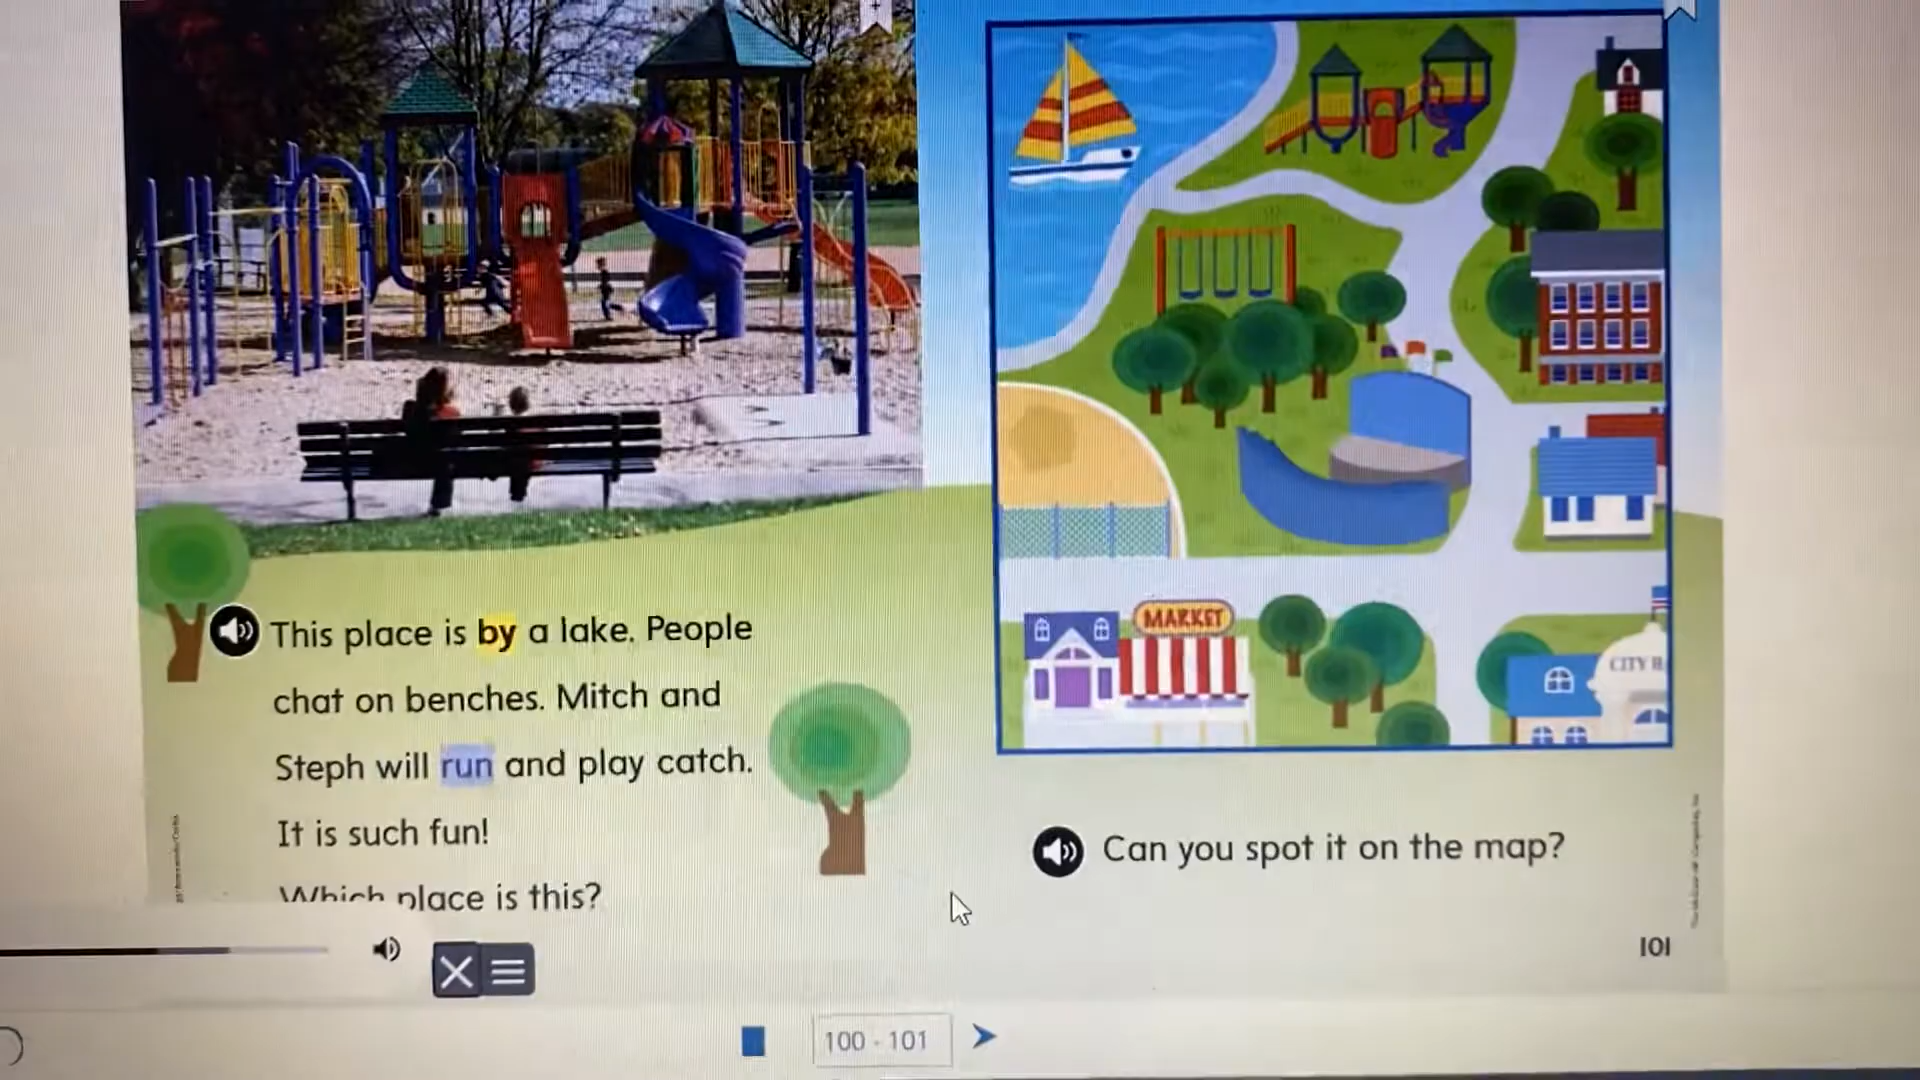 This place is by a lake. People
chat on benches. Mitch and
Steph will run and play catch.
It is such fun!
Which place is this?
MARKET
CITY
Can you spot it on the map?
101
100 - 101